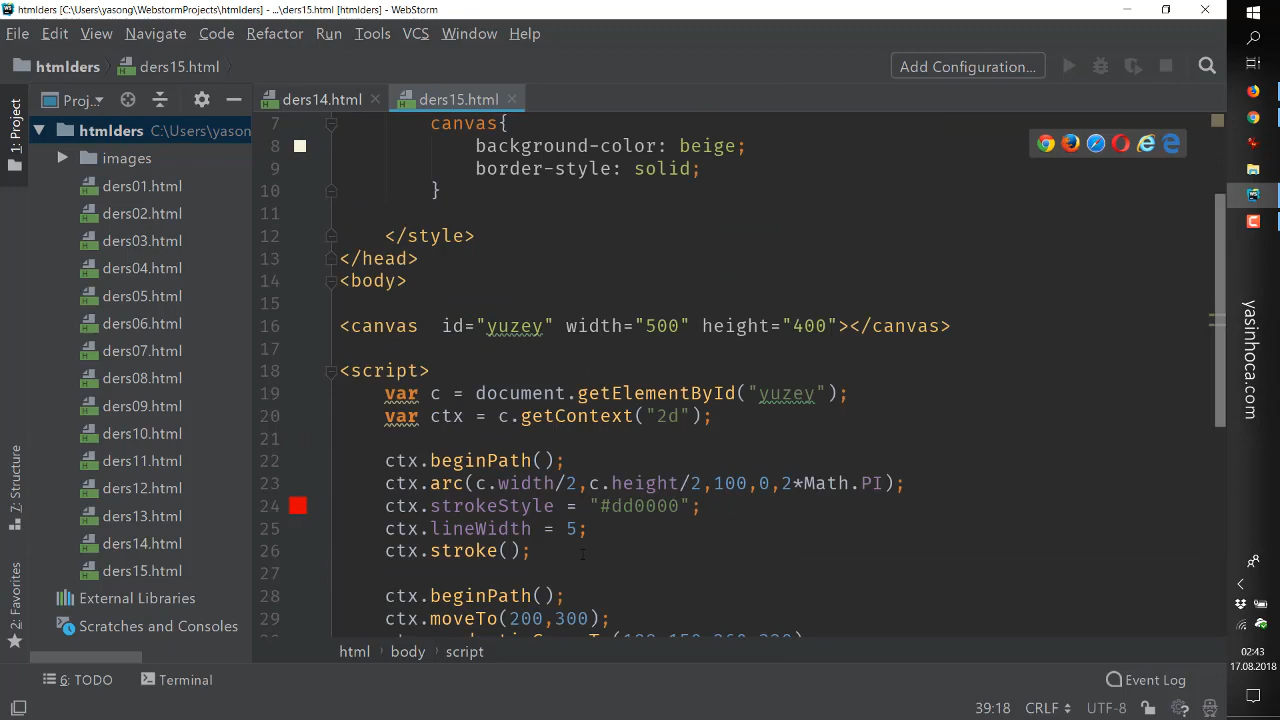 htmlders [C:\Users\yasong\WebstormProjects\htmlders] - ...\ders15.html [htmlders] - WebStorm
File Edit View Navigate Code Refactor Run Tools VCS Window Help
htmlders ders15.html Add Configuration...
Proj... ders14.html ders15.html
1: Project
htmlders C:\Users\yason
images
ders01.html
ders02.html
ders03.html
ders04.html
ders05.html
ders06.html
ders07.html
ders08.html
ders09.html
ders10.html
ders11.html
ders12.html
ders13.html
ders14.html
ders15.html
External Libraries
Scratches and Consoles
7: Structure
2: Favorites
7 canvas{
8 background-color: beige;
9 border-style: solid;
10 }
11
12 </style>
13 </head>
14 <body>
15
16 <canvas id="yuzey" width="500" height="400"></canvas>
17
18 <script>
19 var c = document.getElementById("yuzey");
20 var ctx = c.getContext("2d");
21
22 ctx.beginPath();
23 ctx.arc(c.width/2,c.height/2,100,0,2*Math.PI);
24 ctx.strokeStyle = "#dd0000";
25 ctx.lineWidth = 5;
26 ctx.stroke();
27
28 ctx.beginPath();
29 ctx.moveTo(200,300);
html body script
6: TODO Terminal Event Log
39:18 CRLF UTF-8
yasinhoca.com
02:43
17.08.2018